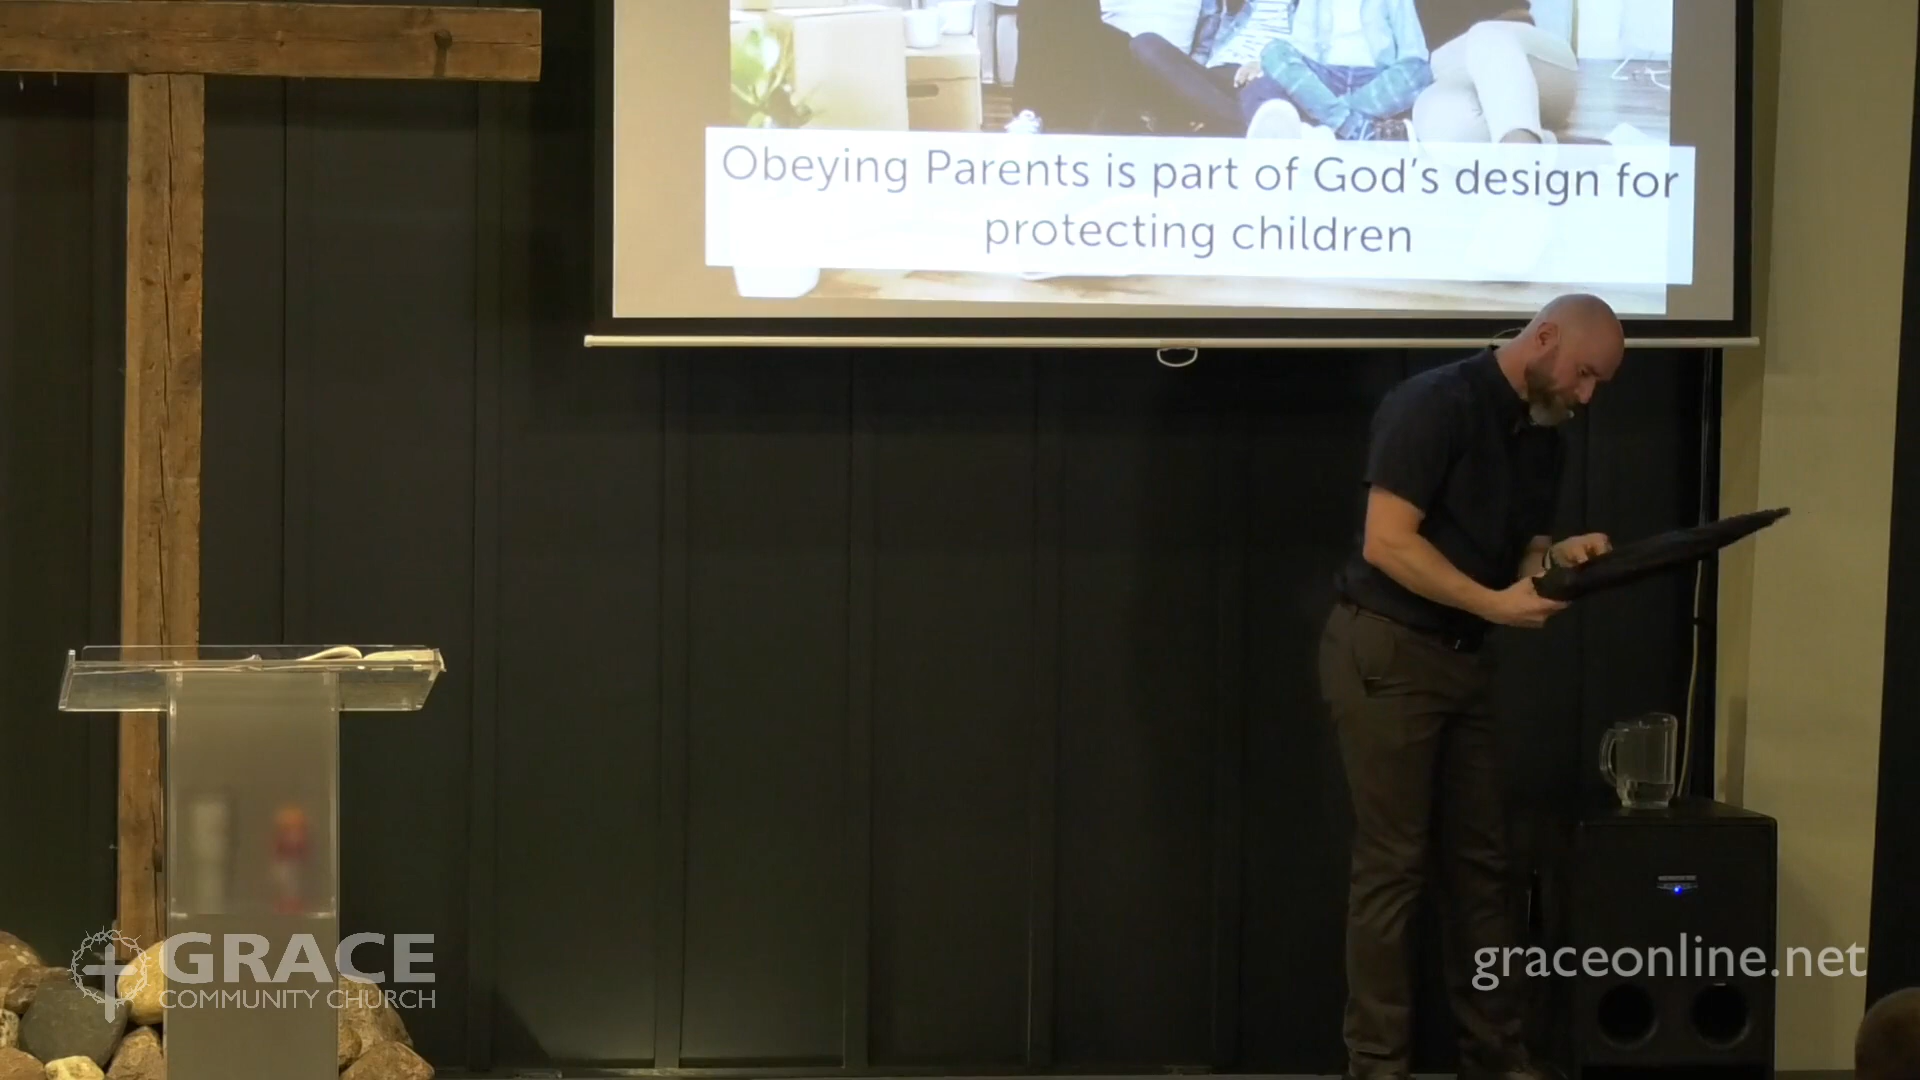 Obeying Parents is part of God's design for
protecting children
GRACE
COMMUNITY CHURCH
graceonline.net